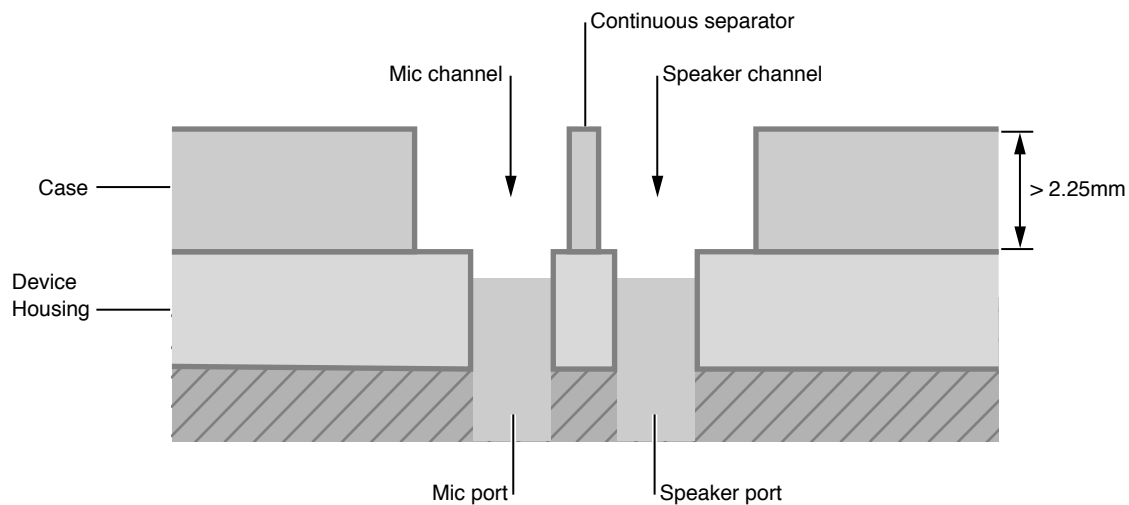 Continuous separator
Mic channel
Speaker channel
Case
> 2.25mm
Device
Housing
Mic port
Speaker port